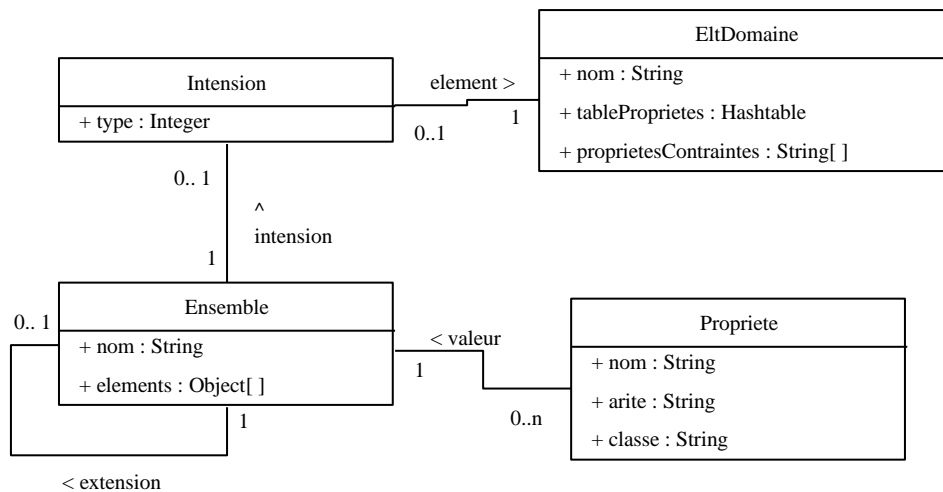 EltDomaine
+ nom : String
+ tableProprietes : Hashtable
+ proprietesContraintes : String[ ]
Intension
+ type : Integer
element >
0..1
1
0.. 1
^
intension
1
Ensemble
+ nom : String
+ elements : Object[ ]
0.. 1
1
< extension
< valeur
1
0..n
Propriete
+ nom : String
+ arite : String
+ classe : String